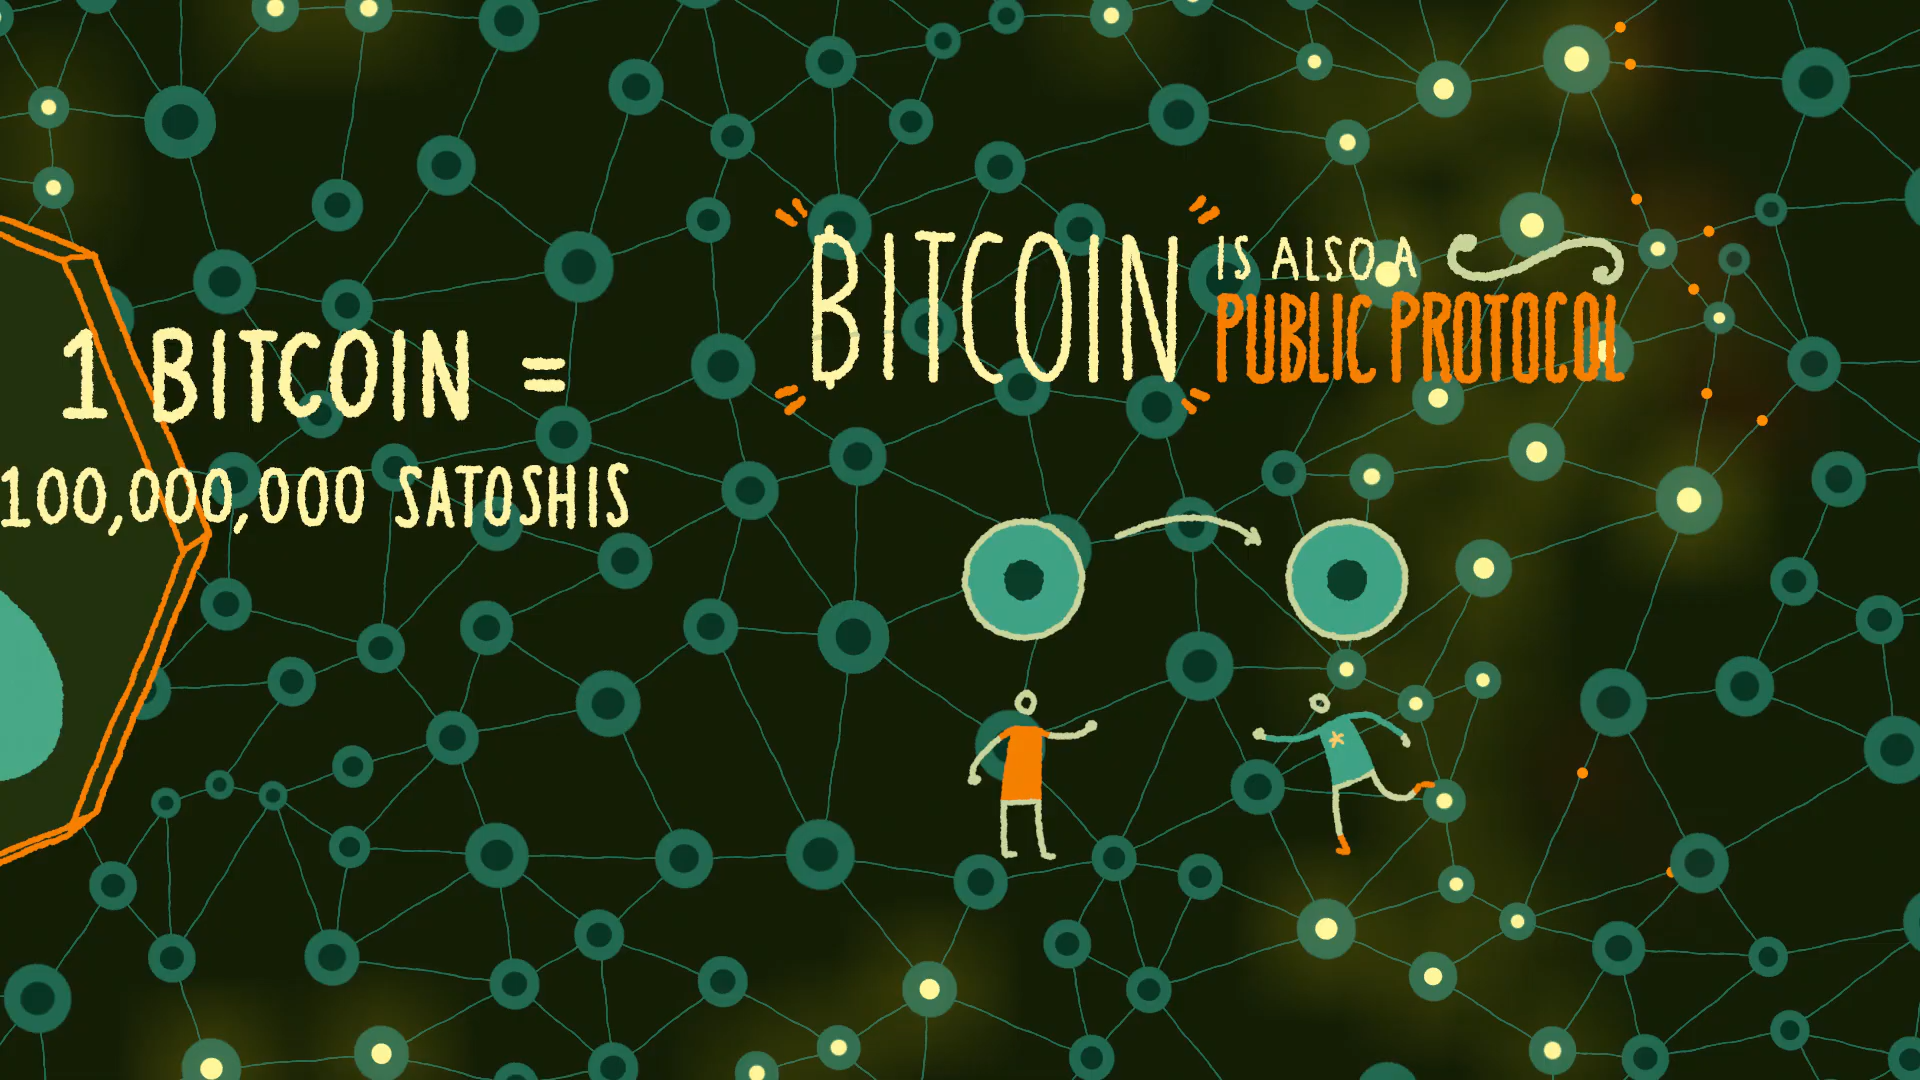 1 BITCOIN =
100,000,000 SATOSHIS
BITCOIN IS ALSO A
PUBLIC PROTOCOL